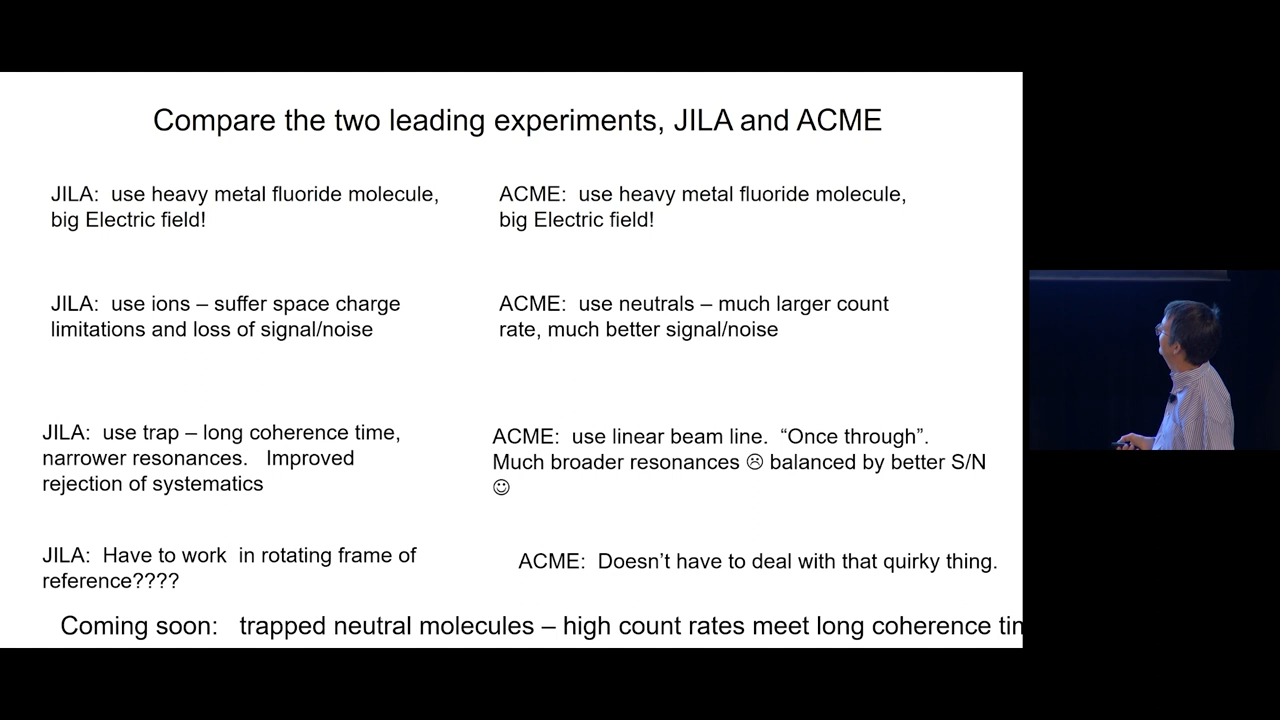 Compare the two leading experiments, JILA and ACME
JILA: use heavy metal fluoride molecule,
big Electric field!
ACME: use heavy metal fluoride molecule,
big Electric field!
JILA: use ions – suffer space charge
limitations and loss of signal/noise
ACME: use neutrals – much larger count
rate, much better signal/noise
JILA: use trap – long coherence time,
narrower resonances. Improved
rejection of systematics
ACME: use linear beam line. “Once through”.
Much broader resonances ☹ balanced by better S/N
☺
JILA: Have to work in rotating frame of
reference????
ACME: Doesn’t have to deal with that quirky thing.
Coming soon: trapped neutral molecules – high count rates meet long coherence